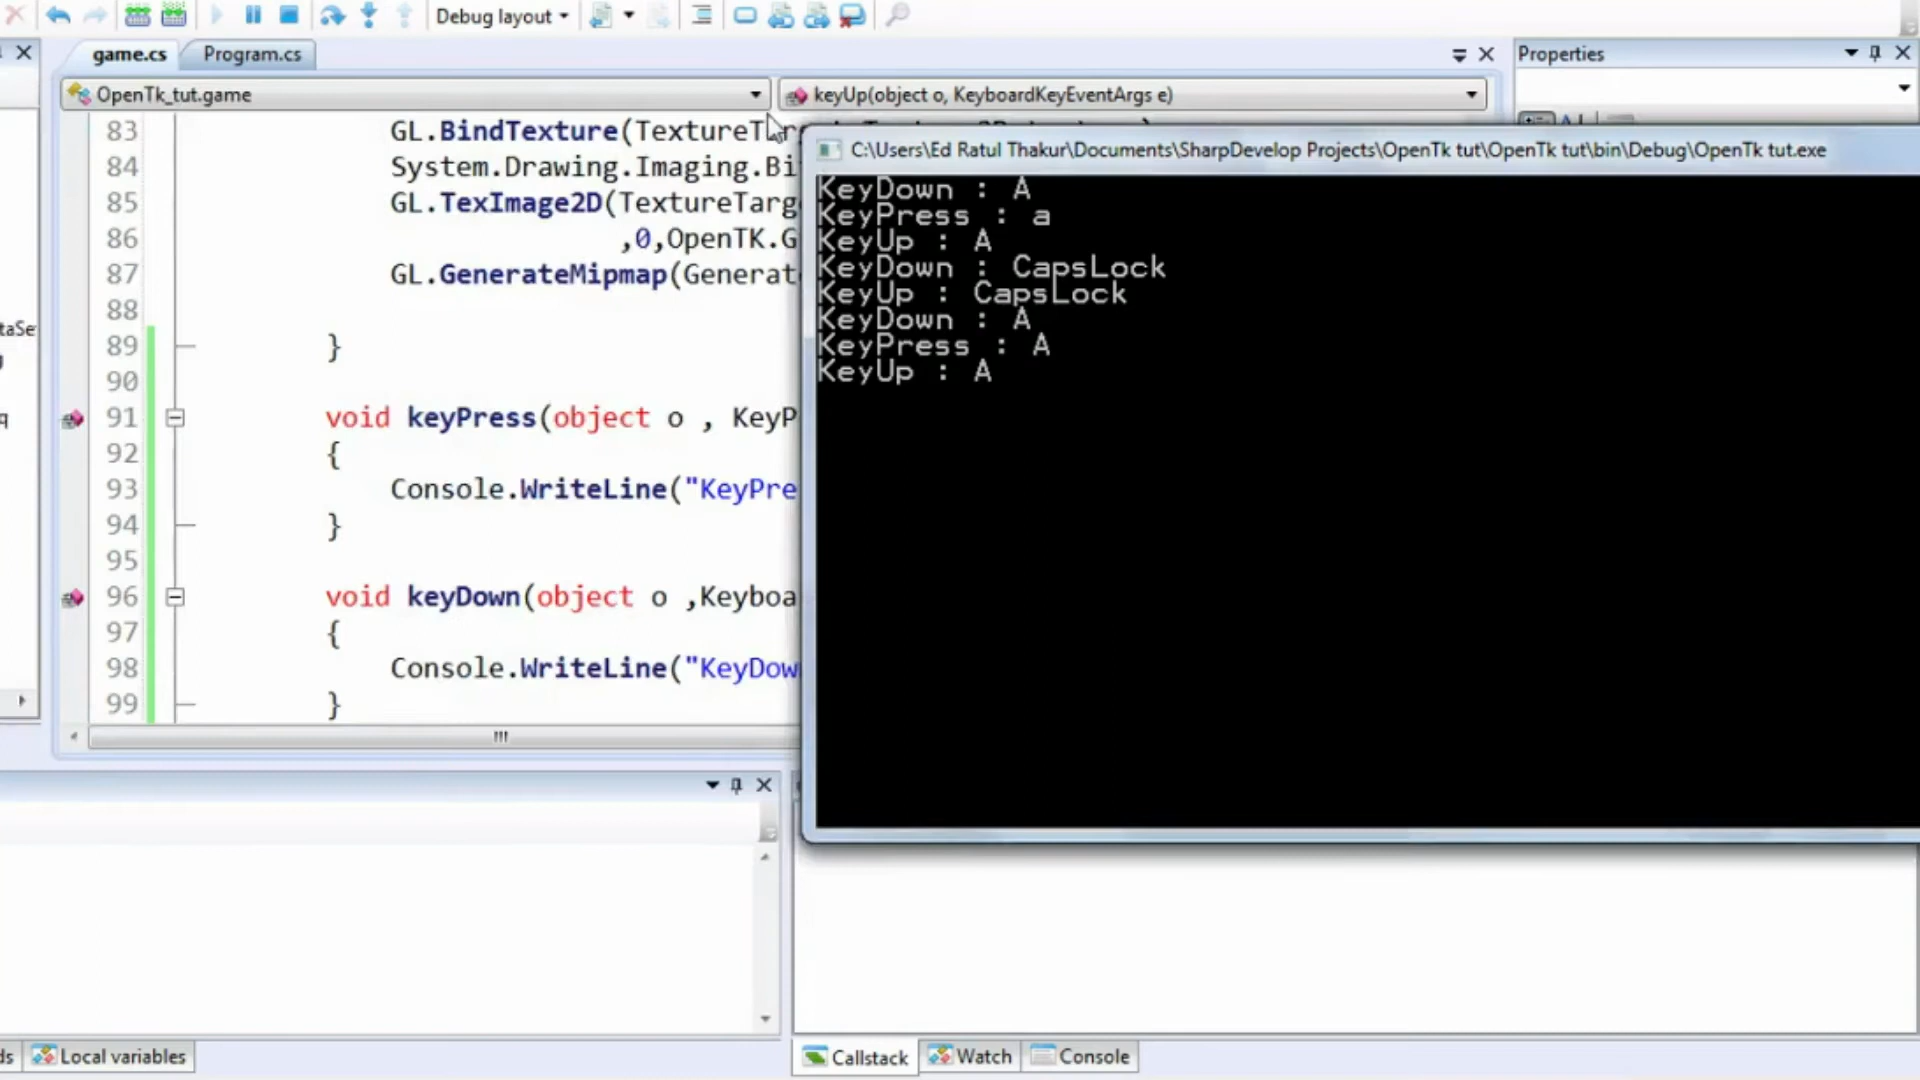 Debug layout
game.cs
Program.cs
Properties
OpenTk_tut.game
keyUp(object o, KeyboardKeyEventArgs e)
83 GL.BindTexture(TextureT
84 System.Drawing.Imaging.Bi
85 GL.TexImage2D(TextureTarg
86 ,0,OpenTK.G
87 GL.GenerateMipmap(Generat
88
89 }
90
91 void keyPress(object o , KeyP
92 {
93 Console.WriteLine("KeyPre
94 }
95
96 void keyDown(object o ,Keyboa
97 {
98 Console.WriteLine("KeyDow
99 }
taSe
q
C:\Users\Ed Ratul Thakur\Documents\SharpDevelop Projects\OpenTk tut\OpenTk tut\bin\Debug\OpenTk tut.exe
KeyDown : A
KeyPress : a
KeyUp : A
KeyDown : CapsLock
KeyUp : CapsLock
KeyDown : A
KeyPress : A
KeyUp : A
ds
Local variables
Callstack
Watch
Console